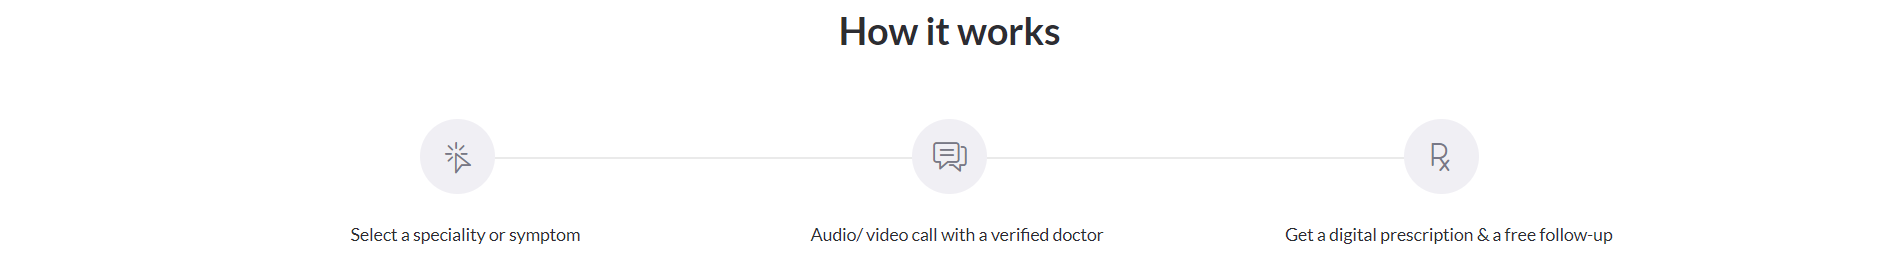 How it works
Select a speciality or symptom
Audio/ video call with a verified doctor
Get a digital prescription & a free follow-up